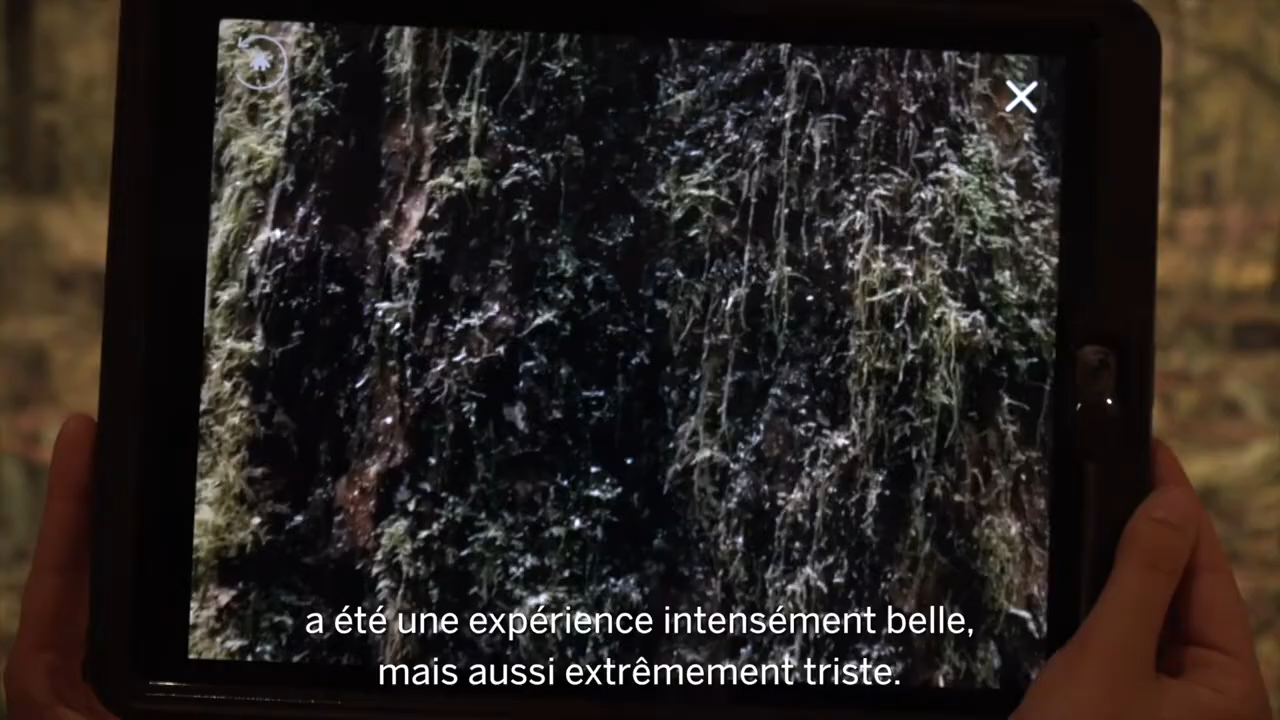 a été une expérience intensément belle,
mais aussi extrêmement triste.